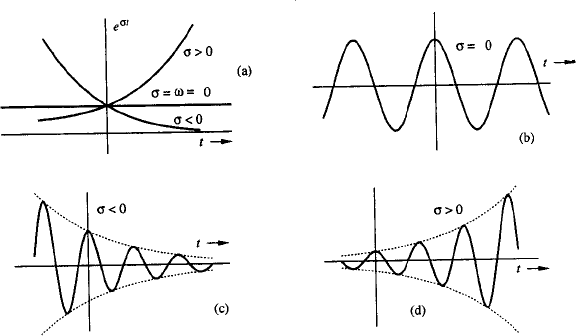 e^σt
σ > 0
(a)
σ = ω = 0
σ < 0
t
σ = 0
t
(b)
σ < 0
t
(c)
σ > 0
t
(d)